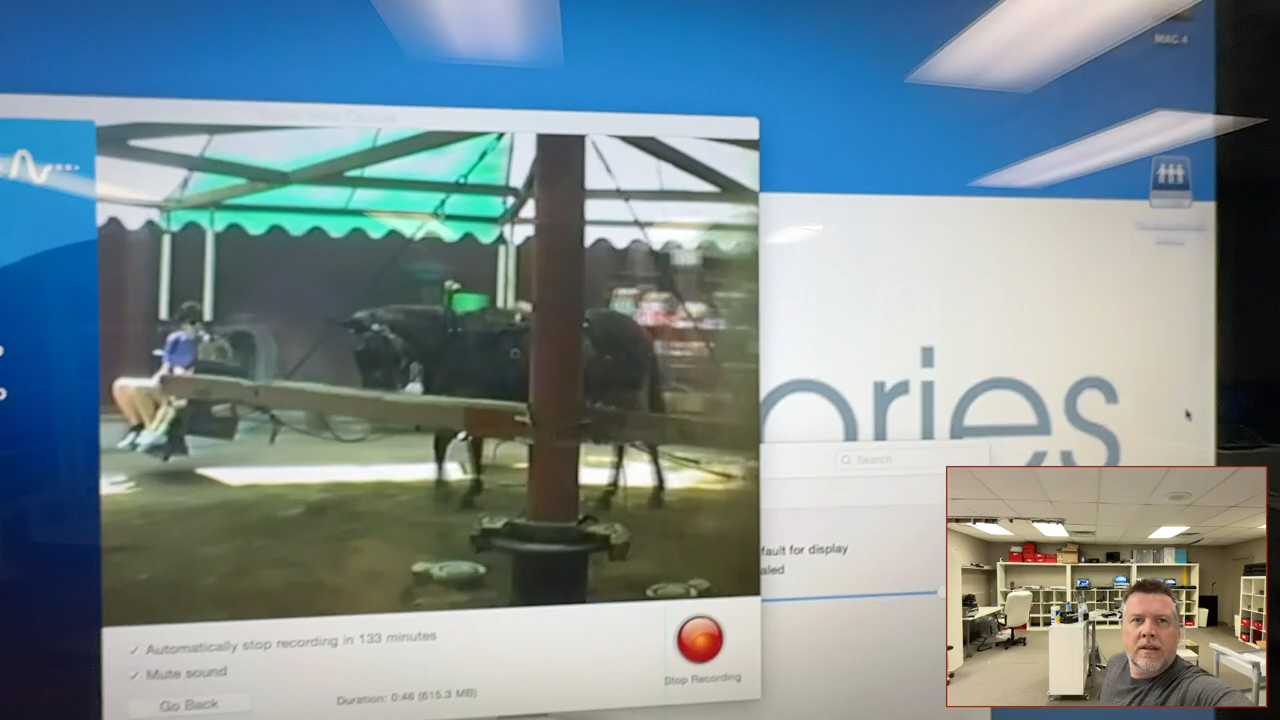 MAC 4
ories
Search
fault for display
aled
Automatically stop recording in 133 minutes
Mute sound
Stop Recording
Go Back
Duration: 0:46 (615.3 MB)